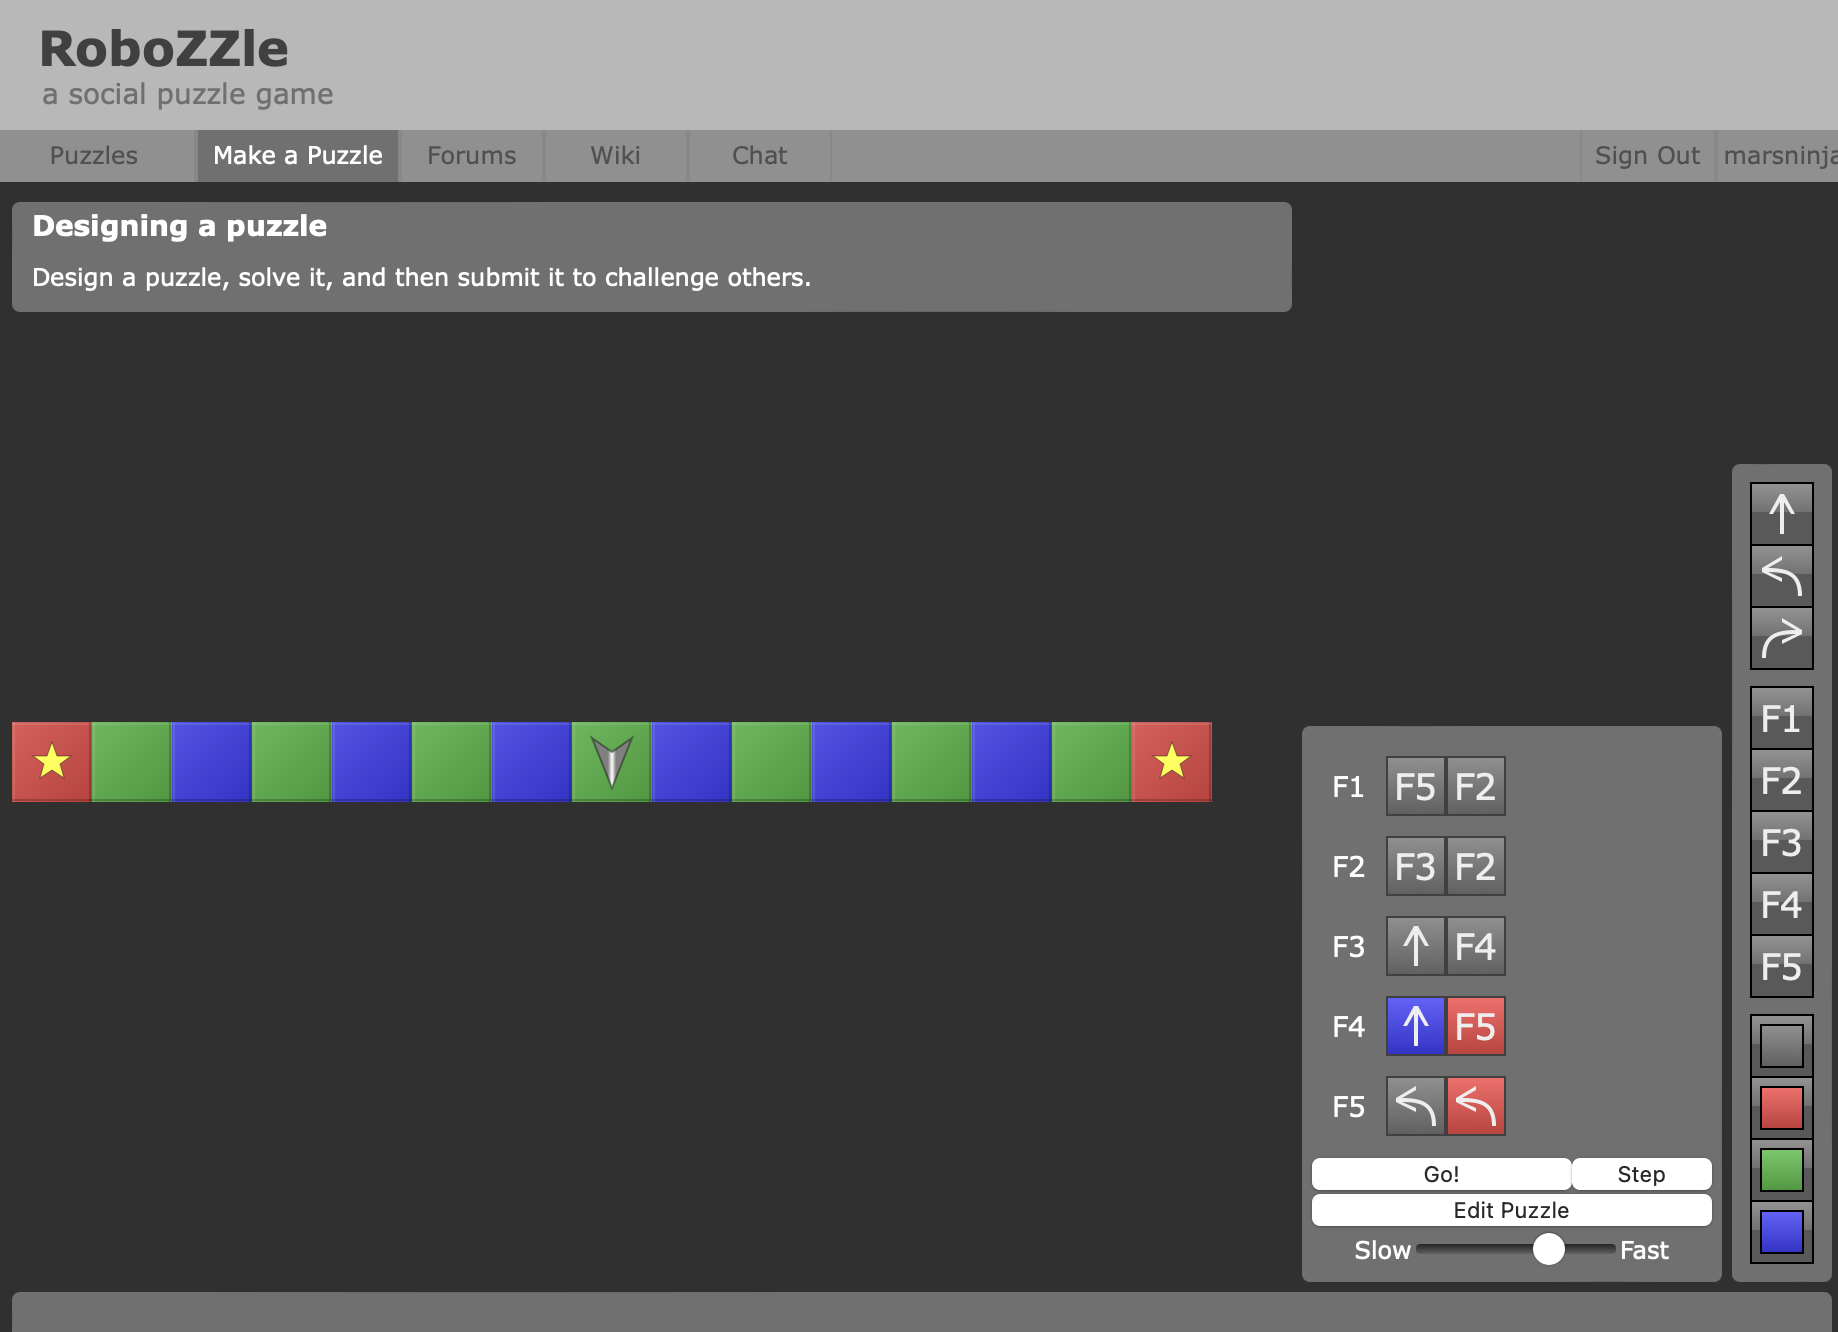 RoboZZle
a social puzzle game
Puzzles Make a Puzzle Forums Wiki Chat Sign Out marsninja
Designing a puzzle
Design a puzzle, solve it, and then submit it to challenge others.
F1 F5 F2
F2 F3 F2
F3 F4
F4 F5
F5
Go! Step
Edit Puzzle
Slow Fast
F1
F2
F3
F4
F5